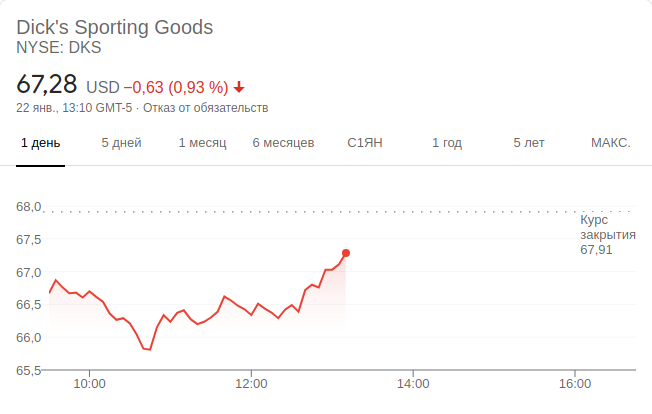 Dick's Sporting Goods
NYSE: DKS
67,28 USD −0,63 (0,93 %)
22 янв., 13:10 GMT-5 · Отказ от обязательств
1 день 5 дней 1 месяц 6 месяцев С1ЯН 1 год 5 лет МАКС.
68,0
Курс
закрытия
67,91
67,5
67,0
66,5
66,0
65,5
10:00 12:00 14:00 16:00